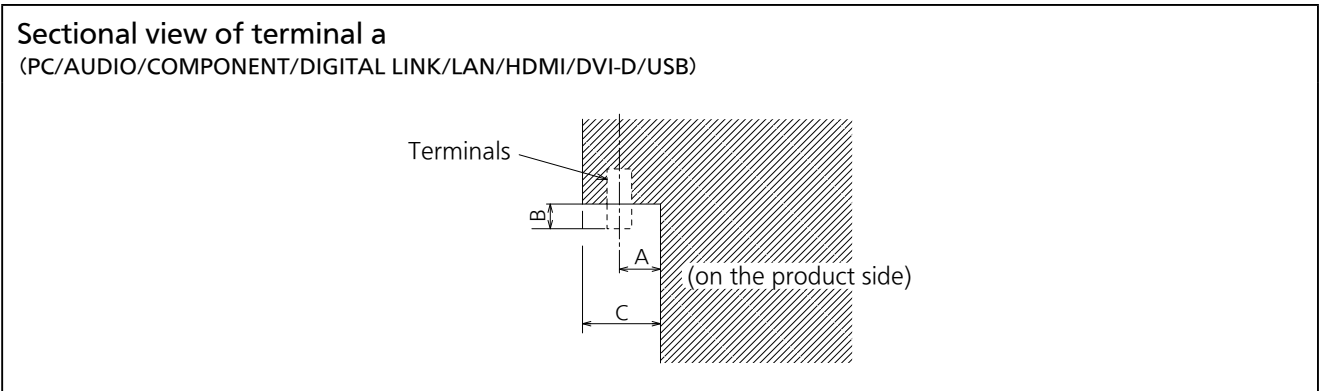 Sectional view of terminal a
（PC/AUDIO/COMPONENT/DIGITAL LINK/LAN/HDMI/DVI-D/USB）
Terminals
B
A
(on the product side)
C